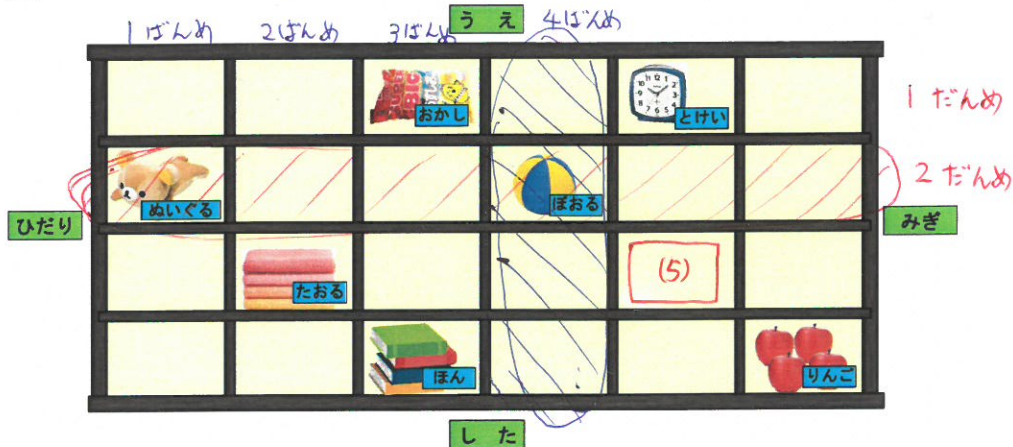 うえ
1ばんめ 2ばんめ 3ばんめ 4ばんめ
おかし とけい
1だんめ
2だんめ
ぬいぐる ぼおる
ひだり みぎ
(5)
たおる
ほん りんご
した